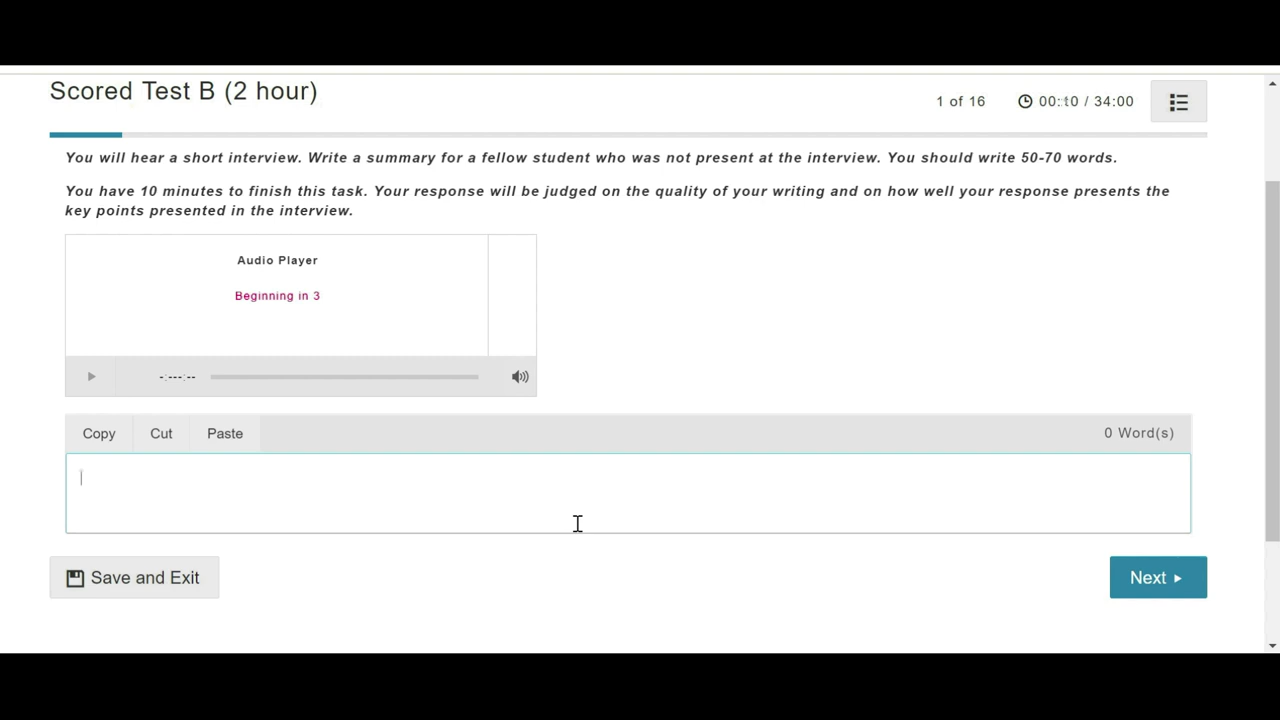 Scored Test B (2 hour)
1 of 16
00:10 / 34:00
You will hear a short interview. Write a summary for a fellow student who was not present at the interview. You should write 50-70 words.
You have 10 minutes to finish this task. Your response will be judged on the quality of your writing and on how well your response presents the
key points presented in the interview.
Audio Player
Beginning in 3
-:---:--
Copy Cut Paste
0 Word(s)
Save and Exit
Next